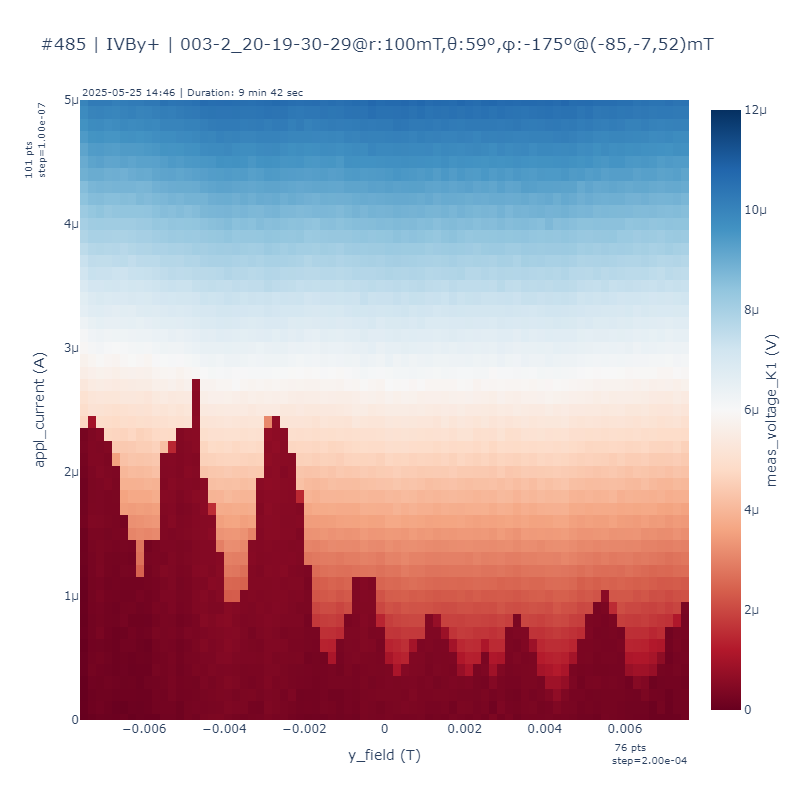 #485 | IVBy+ | 003-2_20-19-30-29@r:100mT,θ:59°,φ:-175°@(-85,-7,52)mT
2025-05-25 14:46 | Duration: 9 min 42 sec
101 pts
step=1.00e-07
5μ
4μ
3μ
2μ
1μ
0
appl_current (A)
−0.006
−0.004
−0.002
0
0.002
0.004
0.006
y_field (T)
76 pts
step=2.00e-04
12μ
10μ
8μ
6μ
4μ
2μ
0
meas_voltage_K1 (V)